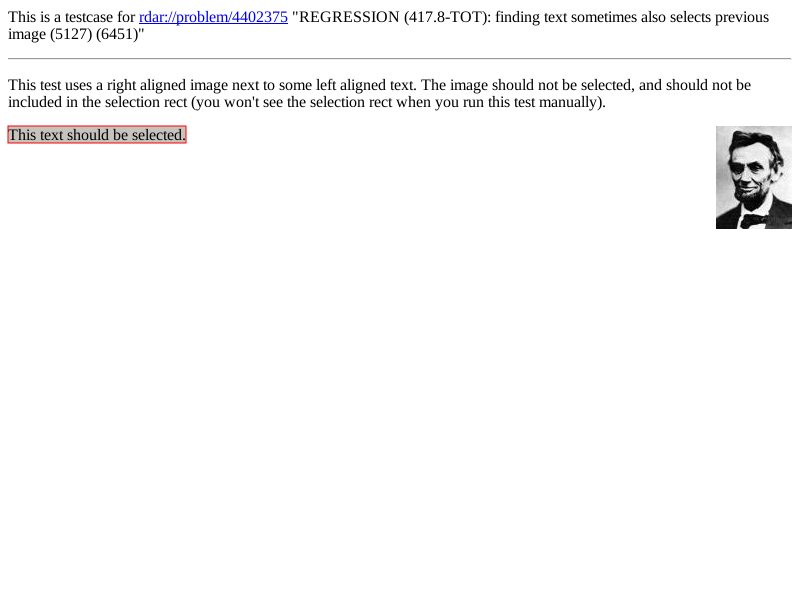 This is a testcase for rdar://problem/4402375 "REGRESSION (417.8-TOT): finding text sometimes also selects previous
image (5127) (6451)"
This test uses a right aligned image next to some left aligned text. The image should not be selected, and should not be
included in the selection rect (you won't see the selection rect when you run this test manually).
This text should be selected.